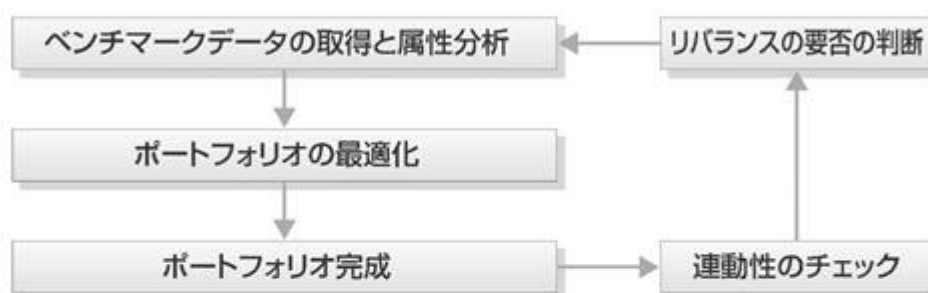 ベンチマークデータの取得と属性分析
リバランスの要否の判断
ポートフォリオの最適化
ポートフォリオ完成
連動性のチェック